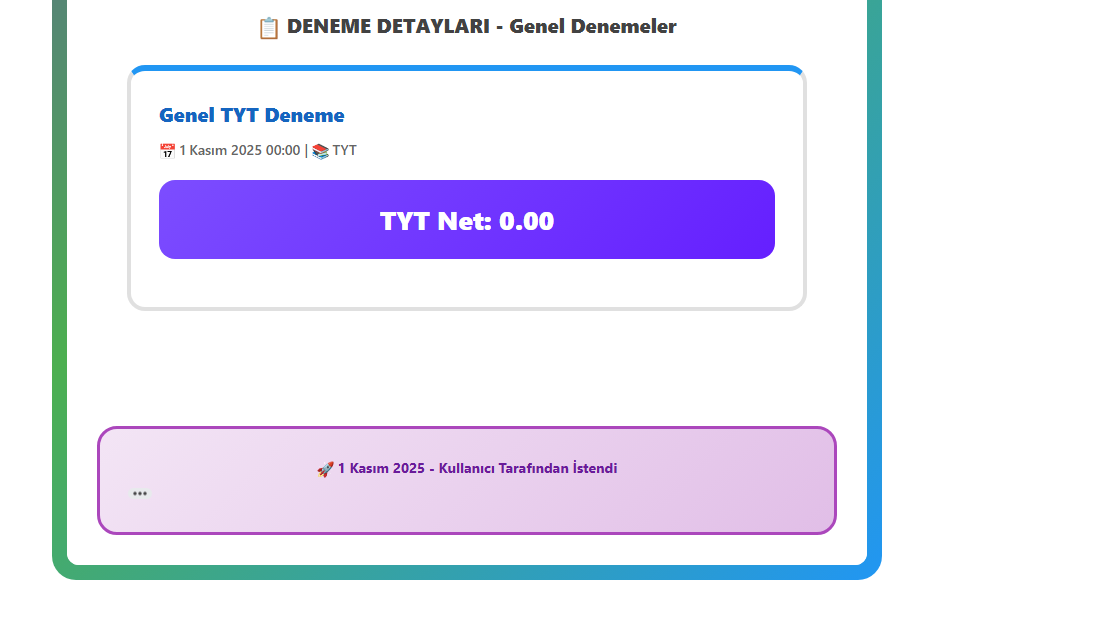 📋 DENEME DETAYLARI - Genel Denemeler
Genel TYT Deneme
📅 1 Kasım 2025 00:00 | 📚 TYT
TYT Net: 0.00
🚀 1 Kasım 2025 - Kullanıcı Tarafından İstendi
•••